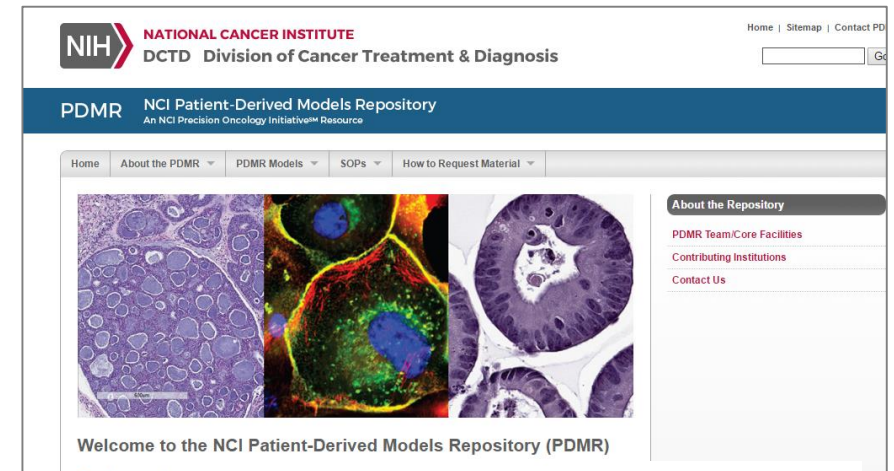 NIH
NATIONAL CANCER INSTITUTE
DCTD Division of Cancer Treatment & Diagnosis
Home | Sitemap | Contact PD
Go
PDMR NCI Patient-Derived Models Repository
An NCI Precision Oncology Initiative℠ Resource
Home About the PDMR PDMR Models SOPs How to Request Material
About the Repository
PDMR Team/Core Facilities
Contributing Institutions
Contact Us
Welcome to the NCI Patient-Derived Models Repository (PDMR)